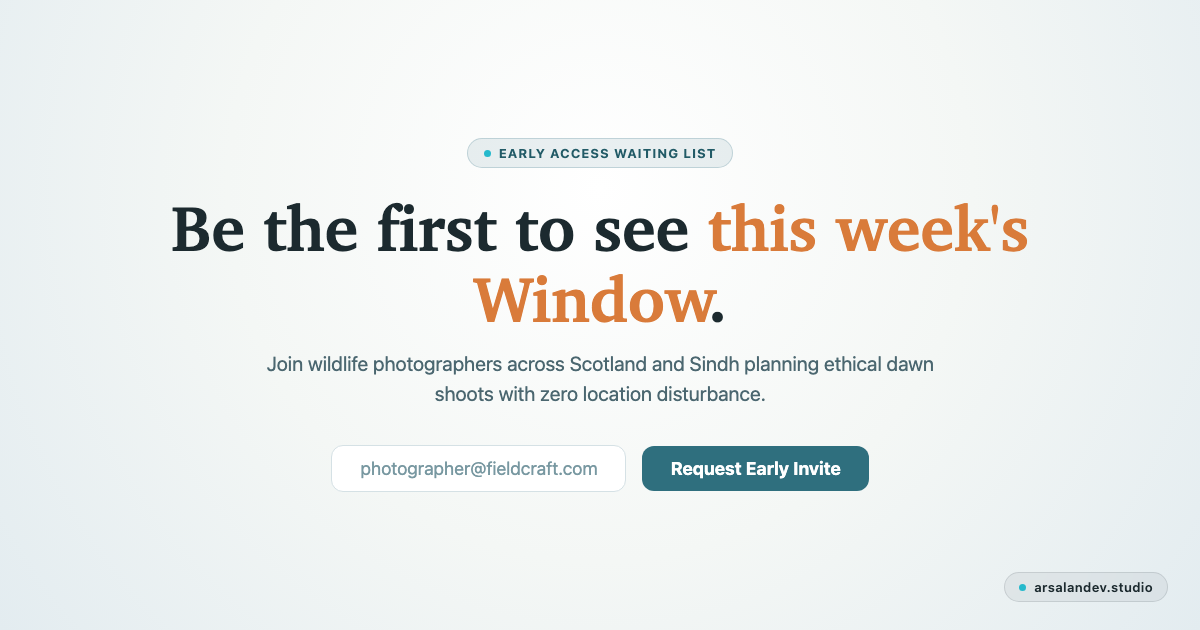 EARLY ACCESS WAITING LIST
Be the first to see this week's
Window.
Join wildlife photographers across Scotland and Sindh planning ethical dawn
shoots with zero location disturbance.
photographer@fieldcraft.com
Request Early Invite
arsalandev.studio